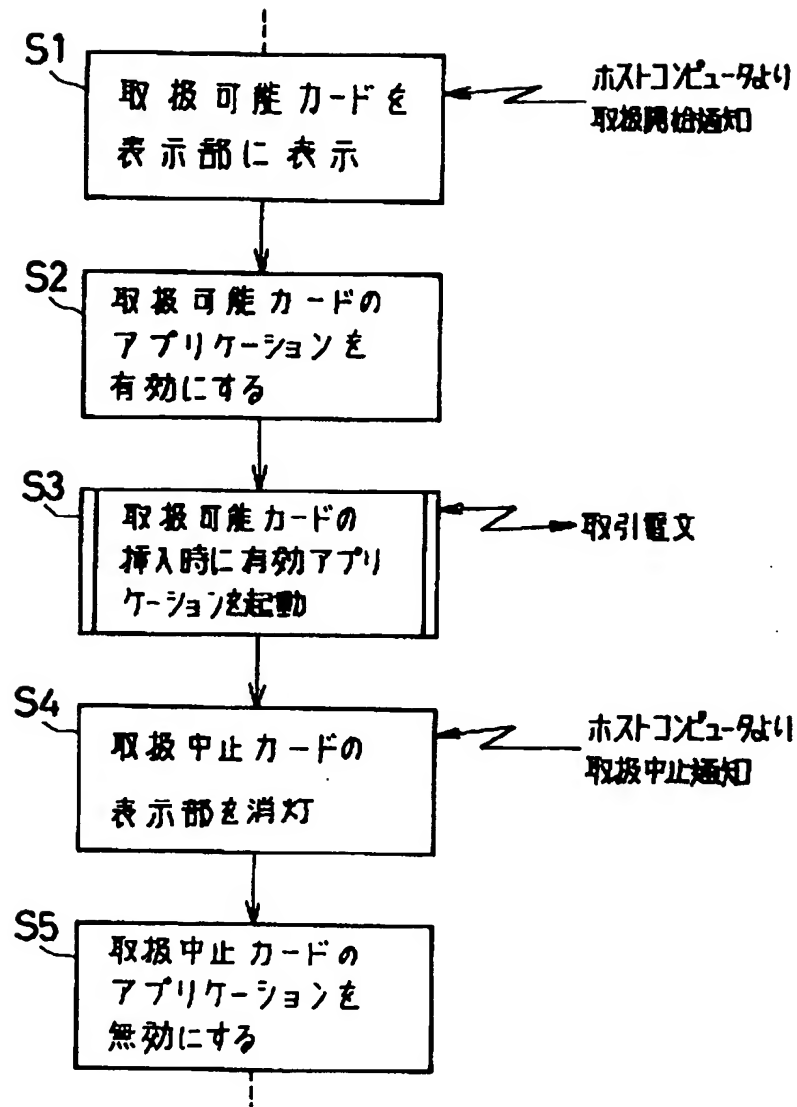 S1
取扱可能カードを
表示部に表示
ホストコンピュータより
取扱開始通知
S2
取扱可能カードの
アプリケーションを
有効にする
S3
取扱可能カードの
挿入時に有効アプリ
ケーションを起動
取引電文
S4
取扱中止カードの
表示部を消灯
ホストコンピュータより
取扱中止通知
S5
取扱中止カードの
アプリケーションを
無効にする